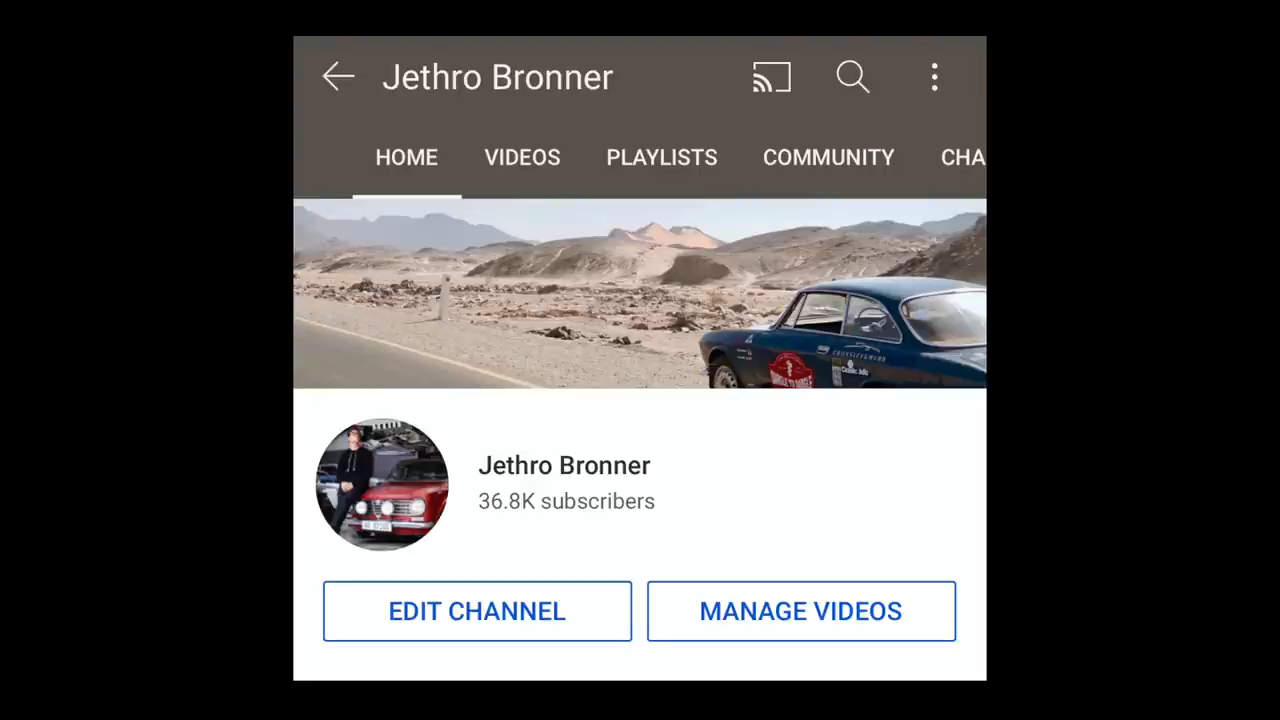 Jethro Bronner
HOME VIDEOS PLAYLISTS COMMUNITY CHA
Jethro Bronner
36.8K subscribers
EDIT CHANNEL MANAGE VIDEOS